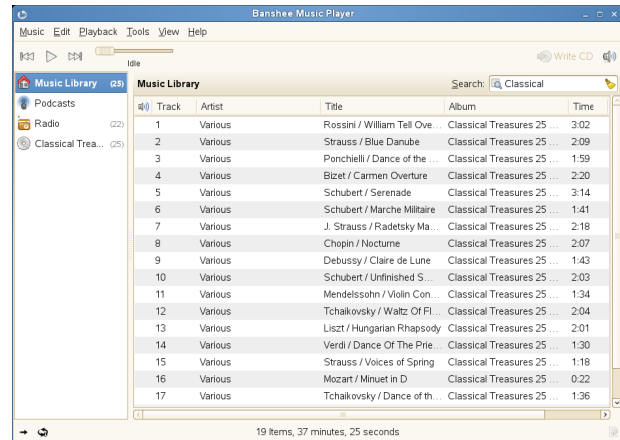 Banshee Music Player
Music Edit Playback Tools View Help
Idle
Write CD
Music Library (25)
Podcasts
Radio (22)
Classical Trea... (25)
Music Library
Search: Classical
Track Artist Title Album Time
1 Various Rossini / William Tell Ove... Classical Treasures 25 ... 3:02
2 Various Strauss / Blue Danube Classical Treasures 25 ... 2:09
3 Various Ponchielli / Dance of the ... Classical Treasures 25 ... 1:59
4 Various Bizet / Carmen Overture Classical Treasures 25 ... 2:20
5 Various Schubert / Serenade Classical Treasures 25 ... 3:14
6 Various Schubert / Marche Militaire Classical Treasures 25 ... 1:41
7 Various J. Strauss / Radetsky Ma... Classical Treasures 25 ... 2:18
8 Various Chopin / Nocturne Classical Treasures 25 ... 2:07
9 Various Debussy / Claire de Lune Classical Treasures 25 ... 1:43
10 Various Schubert / Unfinished S... Classical Treasures 25 ... 2:03
11 Various Mendelssohn / Violin Con... Classical Treasures 25 ... 1:34
12 Various Tchaikovsky / Waltz Of Fl... Classical Treasures 25 ... 2:04
13 Various Liszt / Hungarian Rhapsody Classical Treasures 25 ... 2:01
14 Various Verdi / Dance Of The Prie... Classical Treasures 25 ... 1:30
15 Various Strauss / Voices of Spring Classical Treasures 25 ... 1:18
16 Various Mozart / Minuet in D Classical Treasures 25 ... 0:22
17 Various Tchaikovsky / Dance of th... Classical Treasures 25 ... 1:36
19 Items, 37 minutes, 25 seconds